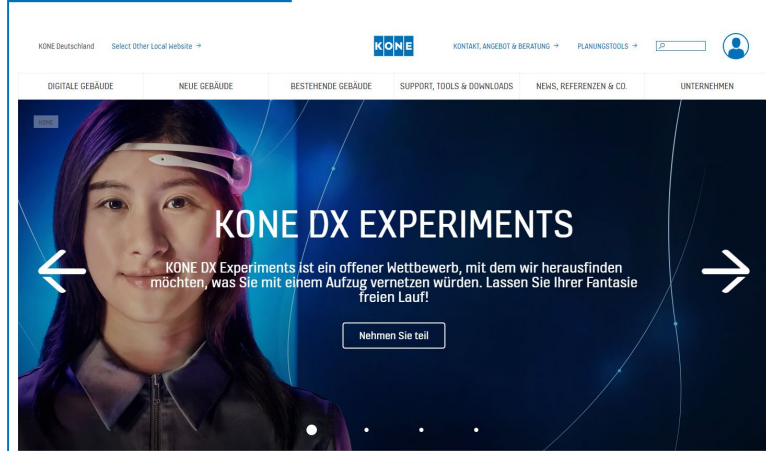 KONE Deutschland
Select Other Local Website →
KONE
KONTAKT, ANGEBOT & BERATUNG →
PLANUNGSTOOLS →
DIGITALE GEBÄUDE
NEUE GEBÄUDE
BESTEHENDE GEBÄUDE
SUPPORT, TOOLS & DOWNLOADS
NEWS, REFERENZEN & CO.
UNTERNEHMEN
KONE
KONE DX EXPERIMENTS
KONE DX Experiments ist ein offener Wettbewerb, mit dem wir herausfinden
möchten, was Sie mit einem Aufzug vernetzen würden. Lassen Sie Ihrer Fantasie
freien Lauf!
Nehmen Sie teil